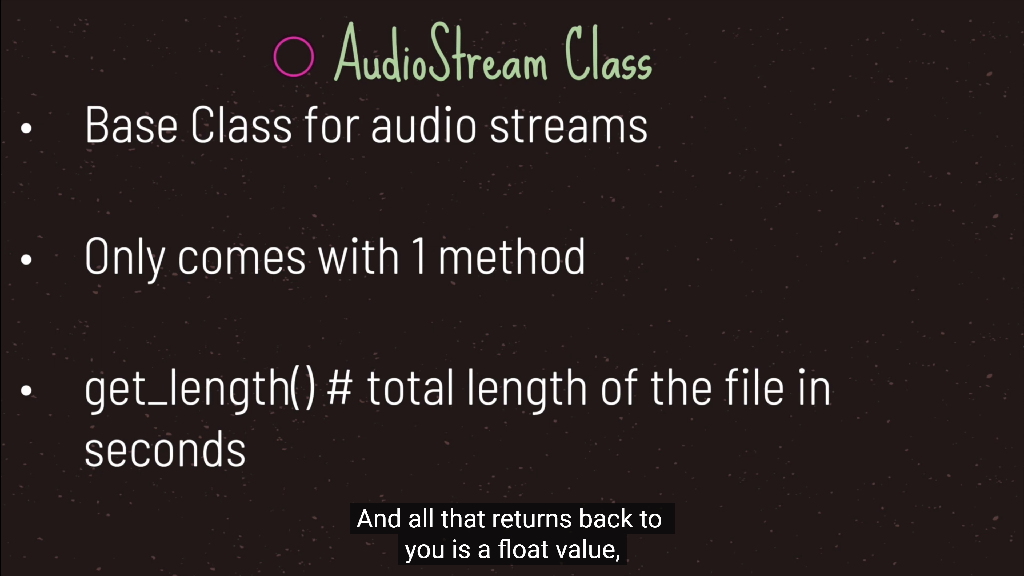 AudioStream Class
• Base Class for audio streams
• Only comes with 1 method
• get_length() # total length of the file in
seconds
And all that returns back to
you is a float value,